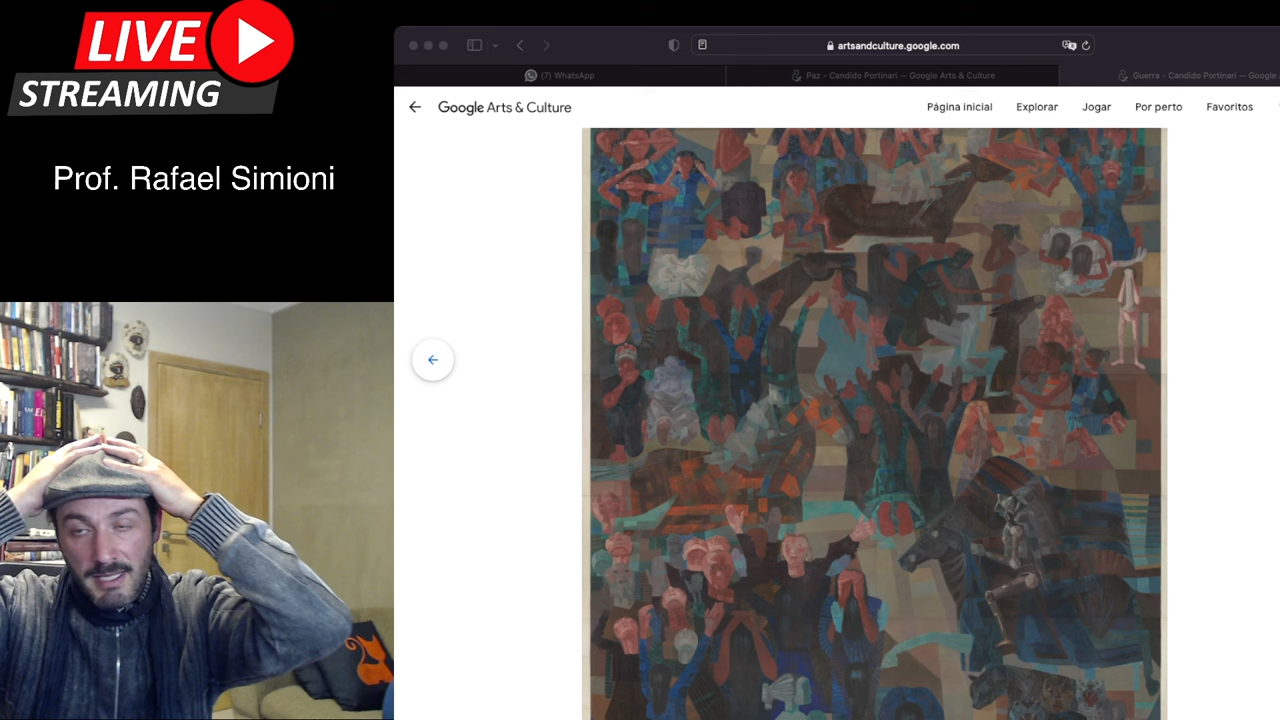 LIVE
STREAMING
Prof. Rafael Simioni
artsandculture.google.com
(7) WhatsApp
Paz - Candido Portinari — Google Arts & Culture
Guerra - Candido Portinari — Google
Google Arts & Culture
Página inicial
Explorar
Jogar
Por perto
Favoritos